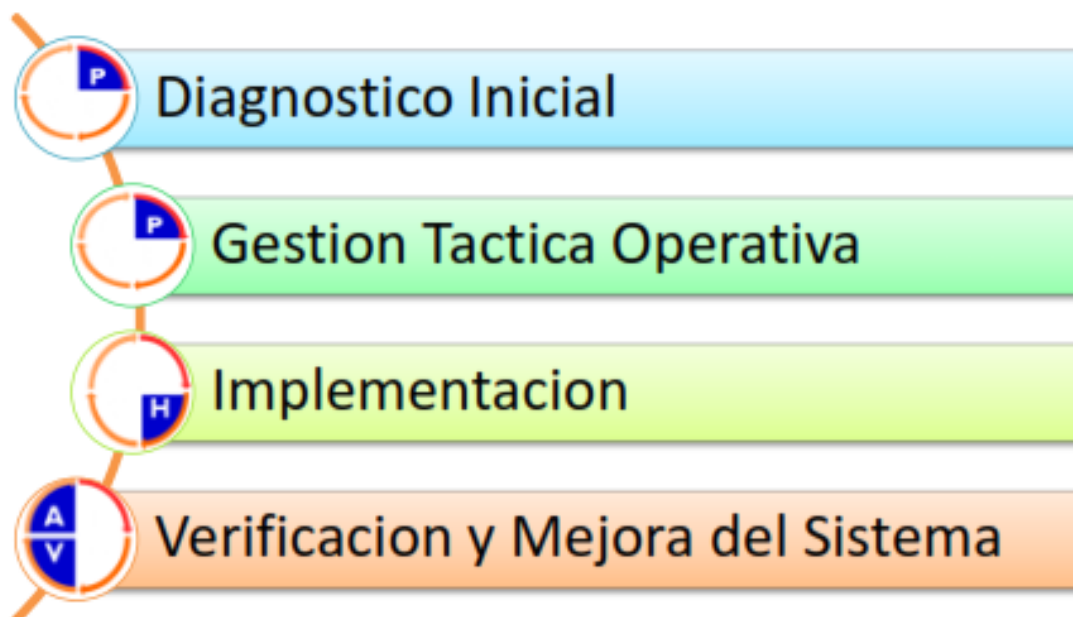 P
Diagnostico Inicial
P
Gestion Tactica Operativa
H
Implementacion
A
V
Verificacion y Mejora del Sistema